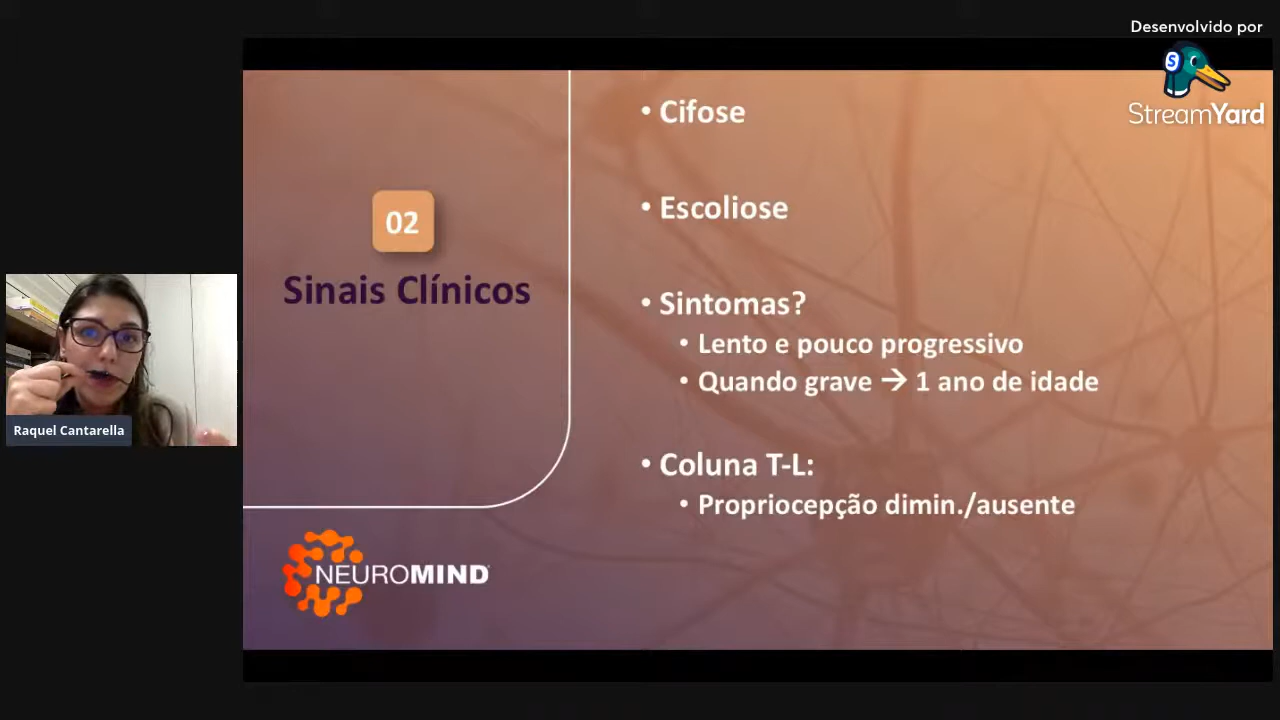 Desenvolvido por
StreamYard
02
Sinais Clínicos
• Cifose
• Escoliose
• Sintomas?
• Lento e pouco progressivo
• Quando grave → 1 ano de idade
• Coluna T-L:
• Propriocepção dimin./ausente
NEUROMIND
Raquel Cantarella